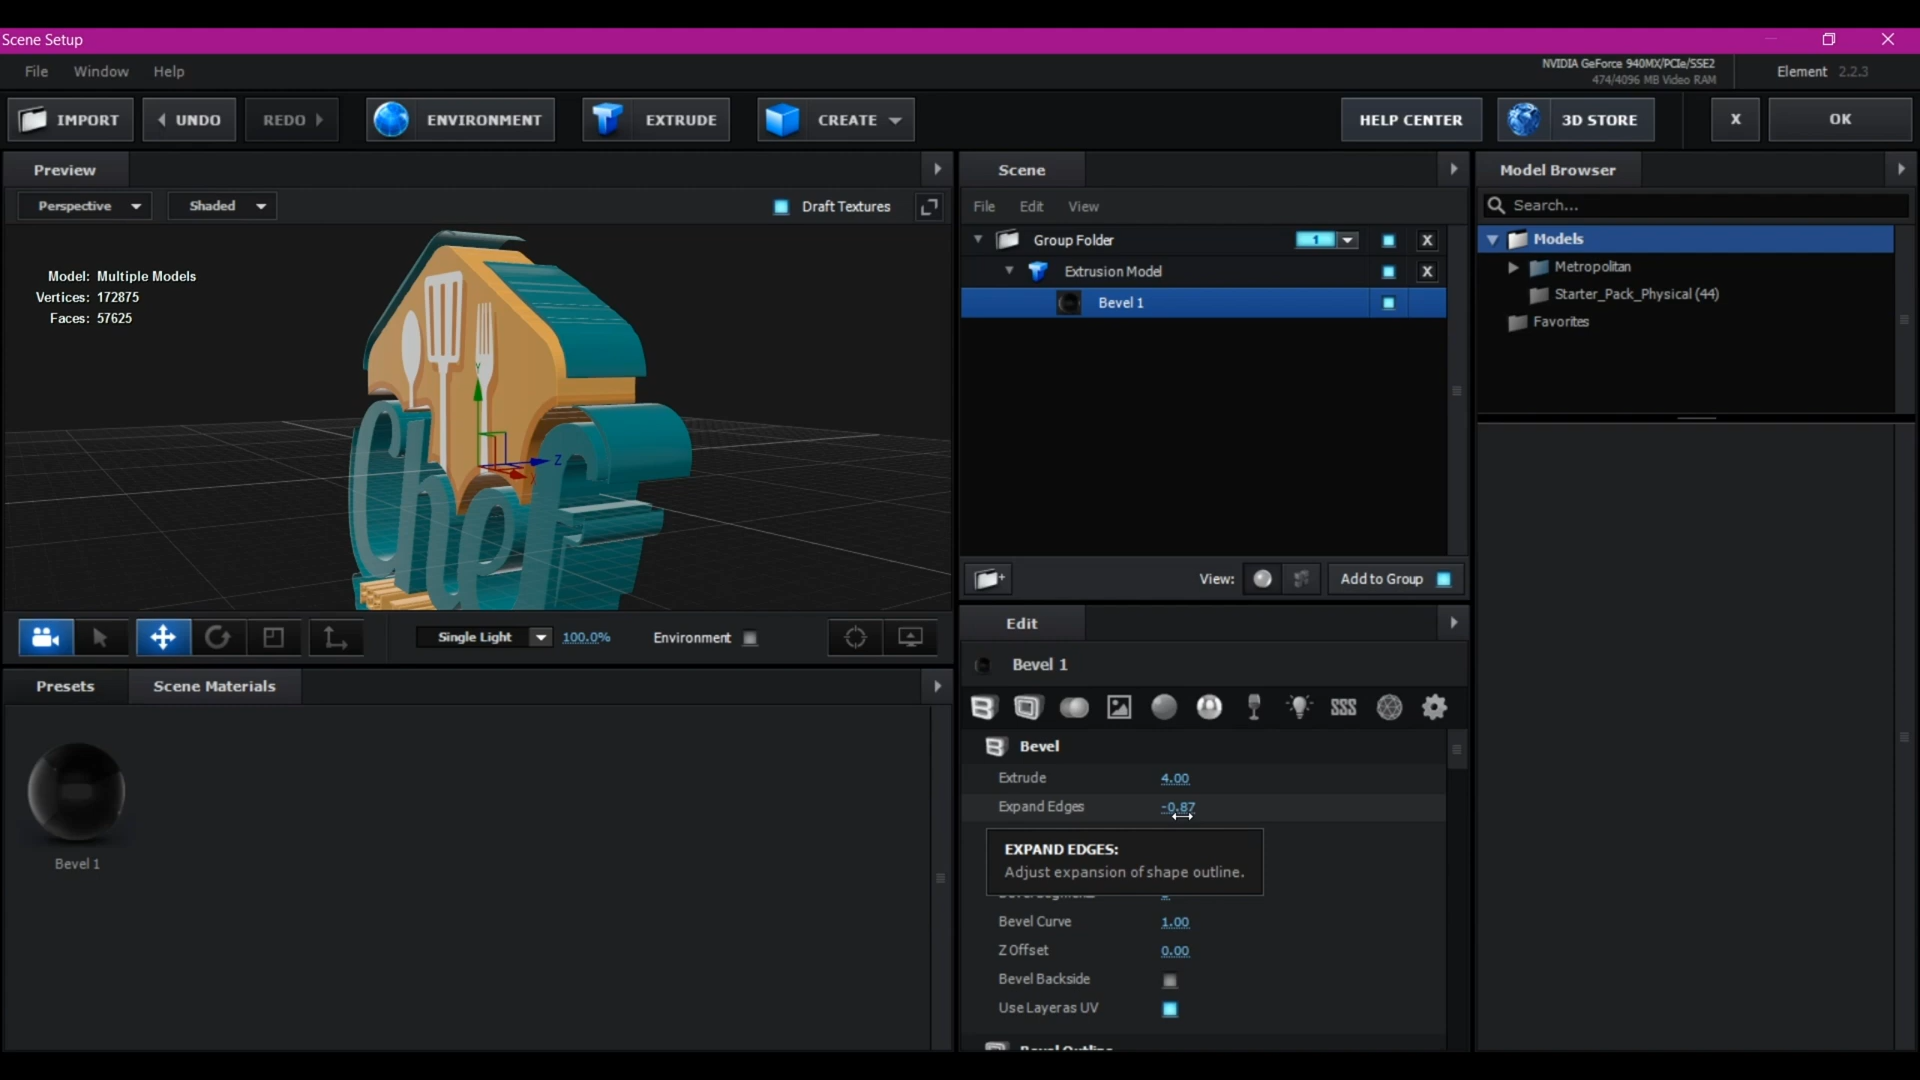 Scene Setup
File Window Help
NVIDIA GeForce 940MX/PCIe/SSE2
474/4096 MB Video RAM
Element 2.2.3
IMPORT UNDO REDO ENVIRONMENT EXTRUDE CREATE HELP CENTER 3D STORE X OK
Preview
Perspective Shaded Draft Textures
Model: Multiple Models
Vertices: 172875
Faces: 57625
Chef
Y
Z
Single Light 100.0% Environment
Presets Scene Materials
Bevel 1
Scene
File Edit View
Group Folder 1 X
Extrusion Model X
Bevel 1
View: Add to Group
Edit
Bevel 1
SSS
Bevel
Extrude 4.00
Expand Edges -0.87
EXPAND EDGES:
Adjust expansion of shape outline.
Bevel Curve 1.00
Z Offset 0.00
Bevel Backside
Use Layer as UV
Bevel Outline
Model Browser
Search...
Models
Metropolitan
Starter_Pack_Physical (44)
Favorites